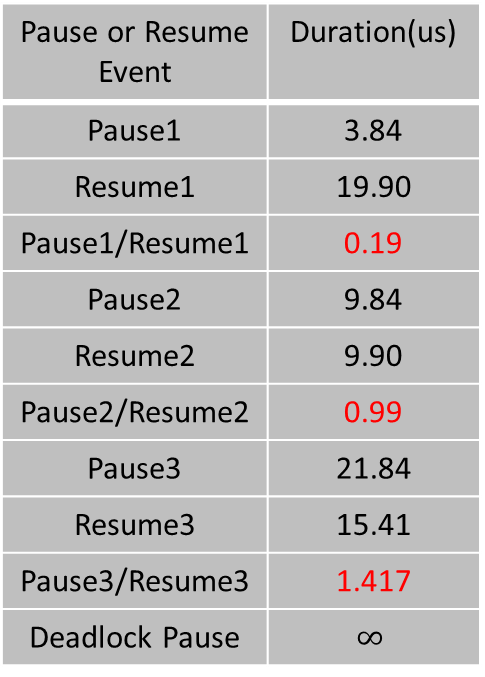 Pause or Resume Duration(us)
Event
Pause1 3.84
Resume1 19.90
Pause1/Resume1 0.19
Pause2 9.84
Resume2 9.90
Pause2/Resume2 0.99
Pause3 21.84
Resume3 15.41
Pause3/Resume3 1.417
Deadlock Pause ∞